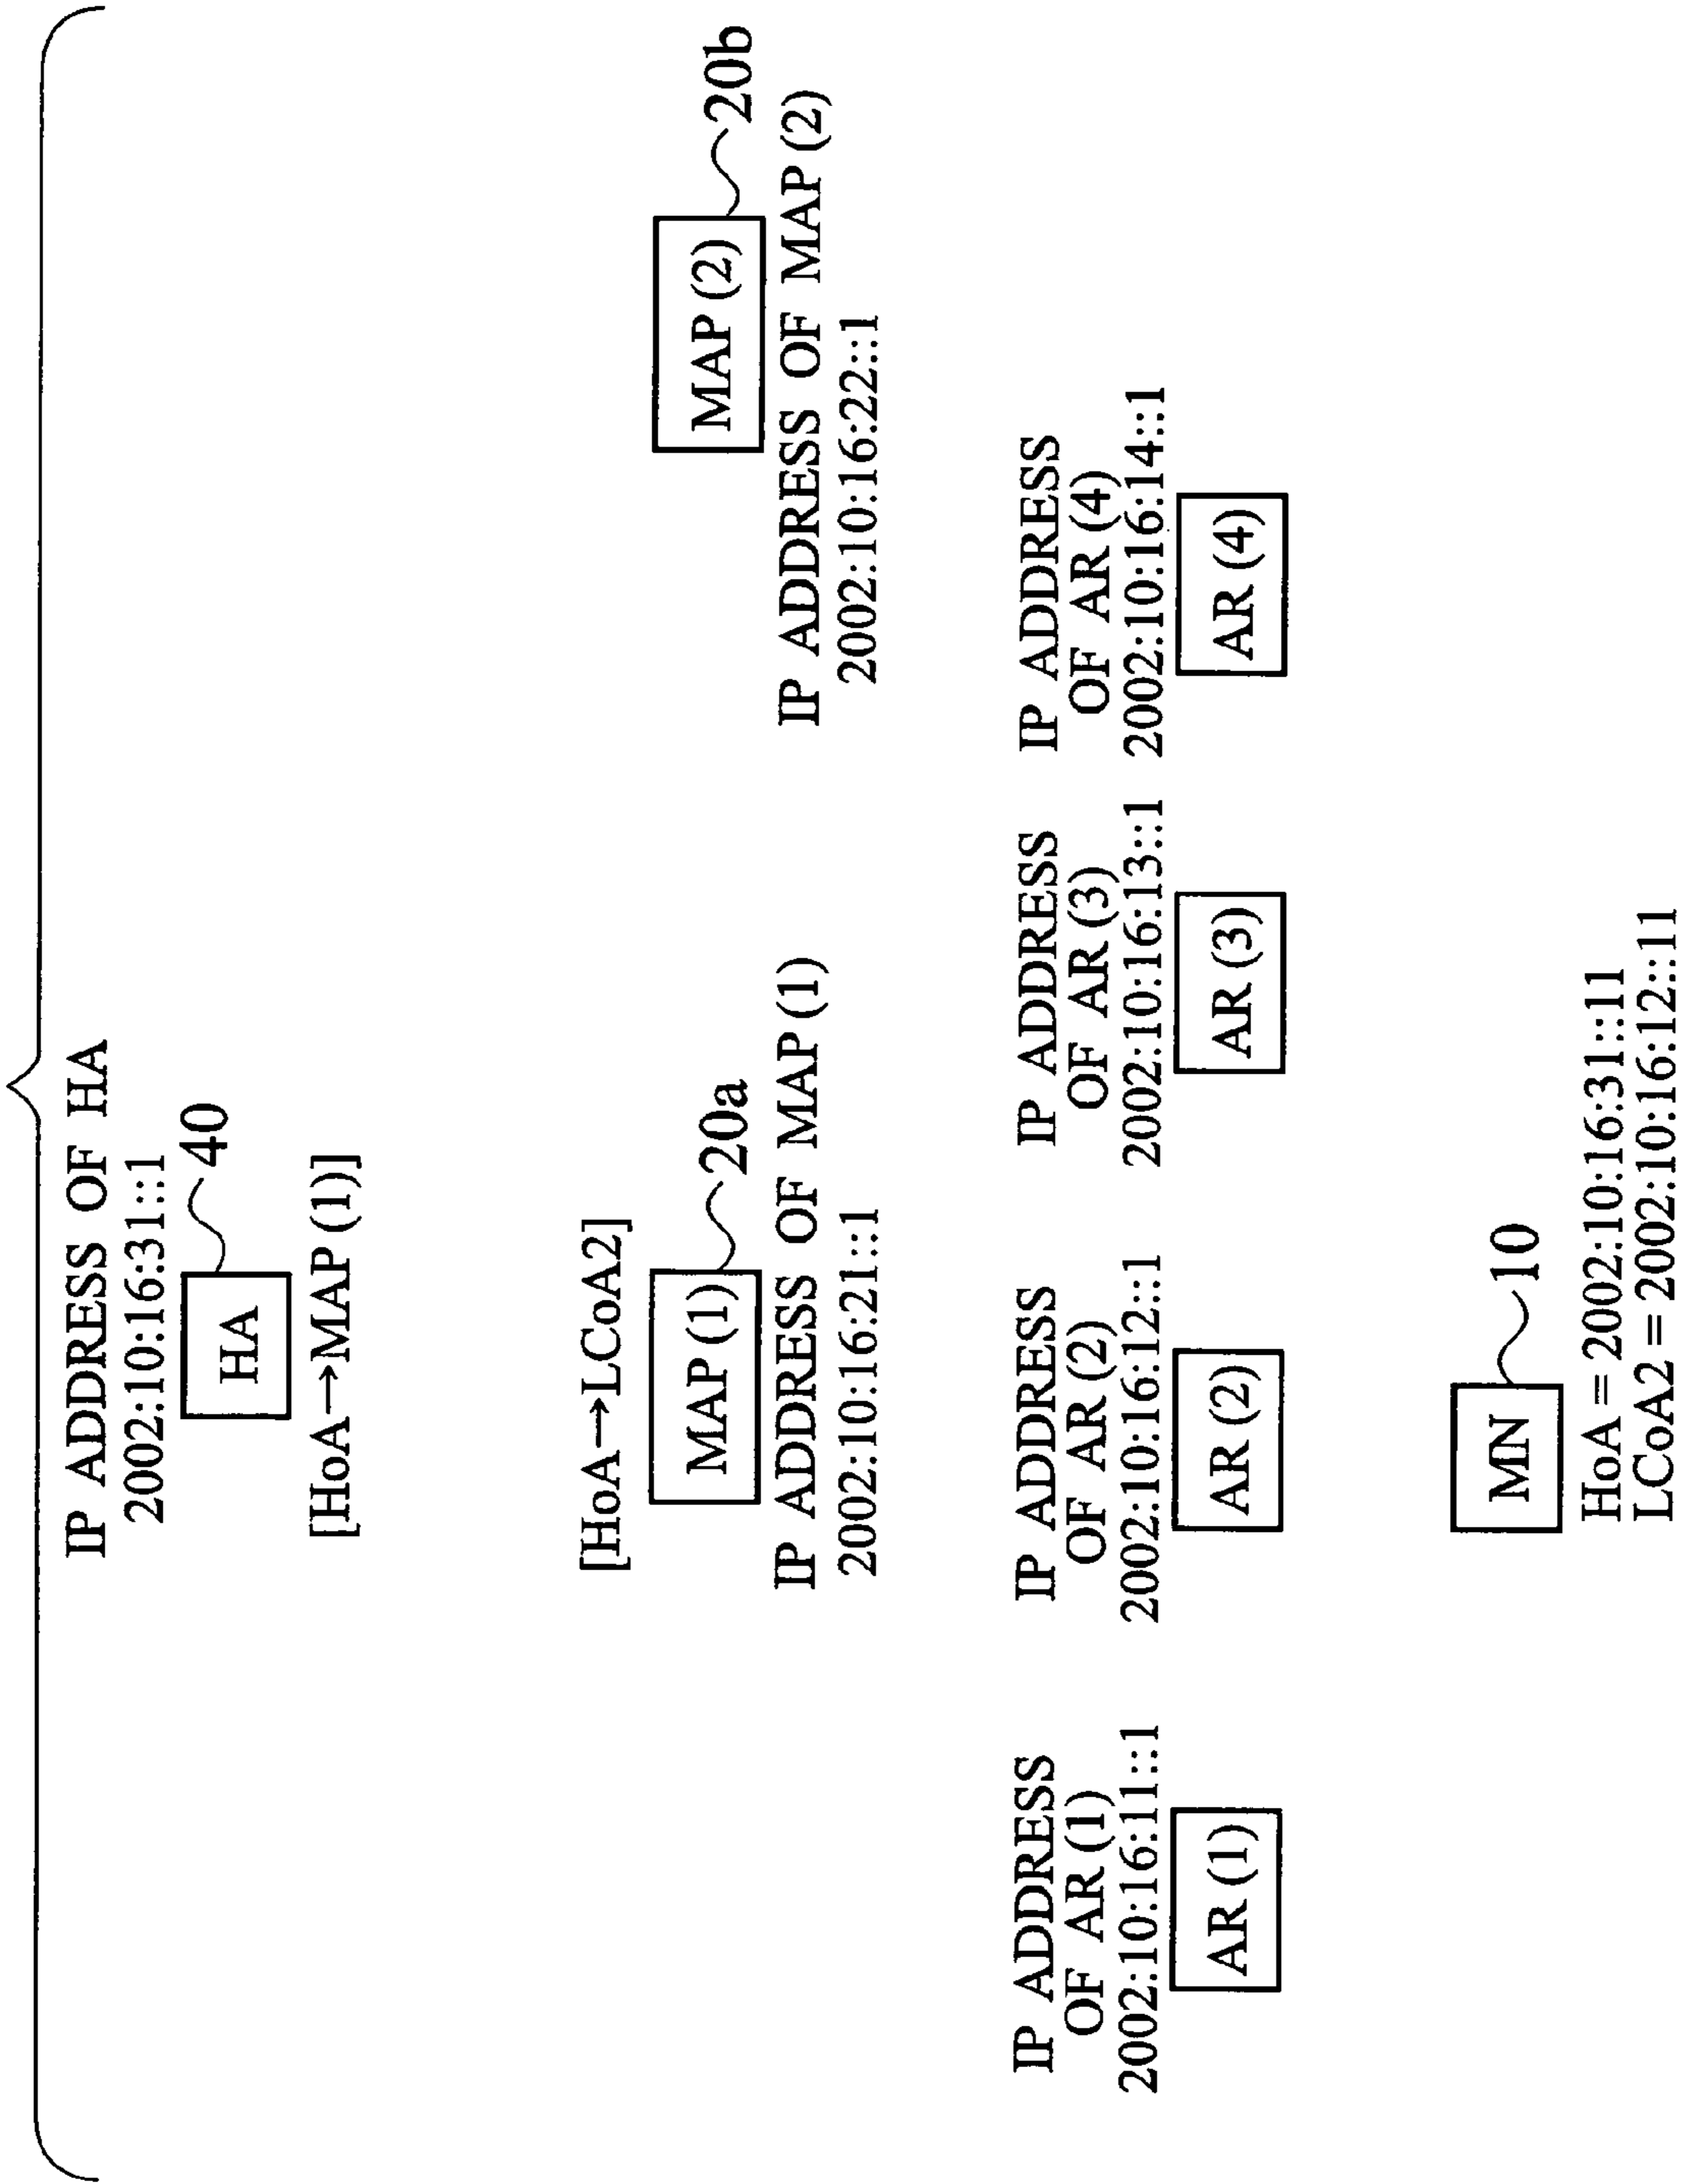 IP ADDRESS OF HA
2002:10:16:31:::1
HA
40
[HoA→MAP (1)]
[HoA→LCoA2]
MAP (1)
20a
IP ADDRESS OF MAP (1)
2002:10:16:21:::1
MAP (2)
20b
IP ADDRESS OF MAP (2)
2002:10:16:22:::1
IP ADDRESS
OF AR (1)
2002:10:16:11:::1
AR (1)
IP ADDRESS
OF AR (2)
2002:10:16:12:::1
AR (2)
IP ADDRESS
OF AR (3)
2002:10:16:13:::1
AR (3)
IP ADDRESS
OF AR (4)
2002:10:16:14:::1
AR (4)
MN
10
HoA = 2002:10:16:31:::11
LCoA2 = 2002:10:16:12:::11